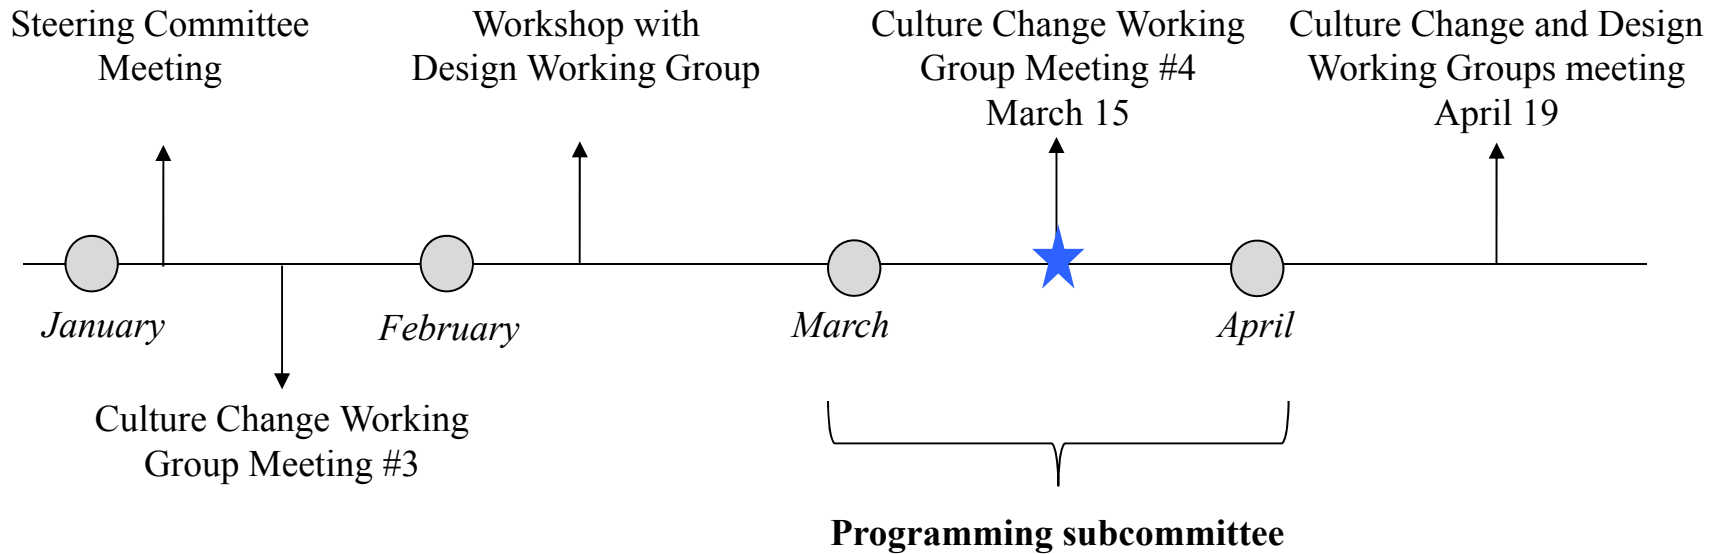 Steering Committee
Meeting
Workshop with
Design Working Group
Culture Change Working
Group Meeting #4
March 15
Culture Change and Design
Working Groups meeting
April 19
January
February
March
April
Culture Change Working
Group Meeting #3
Programming subcommittee